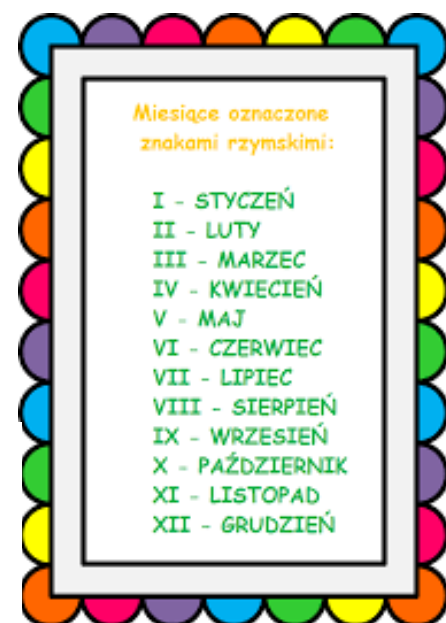 Miesiące oznaczone
znakami rzymskimi:
I - STYCZEŃ
II - LUTY
III - MARZEC
IV - KWIECIEŃ
V - MAJ
VI - CZERWIEC
VII - LIPIEC
VIII - SIERPIEŃ
IX - WRZESIEŃ
X - PAŹDZIERNIK
XI - LISTOPAD
XII - GRUDZIEŃ